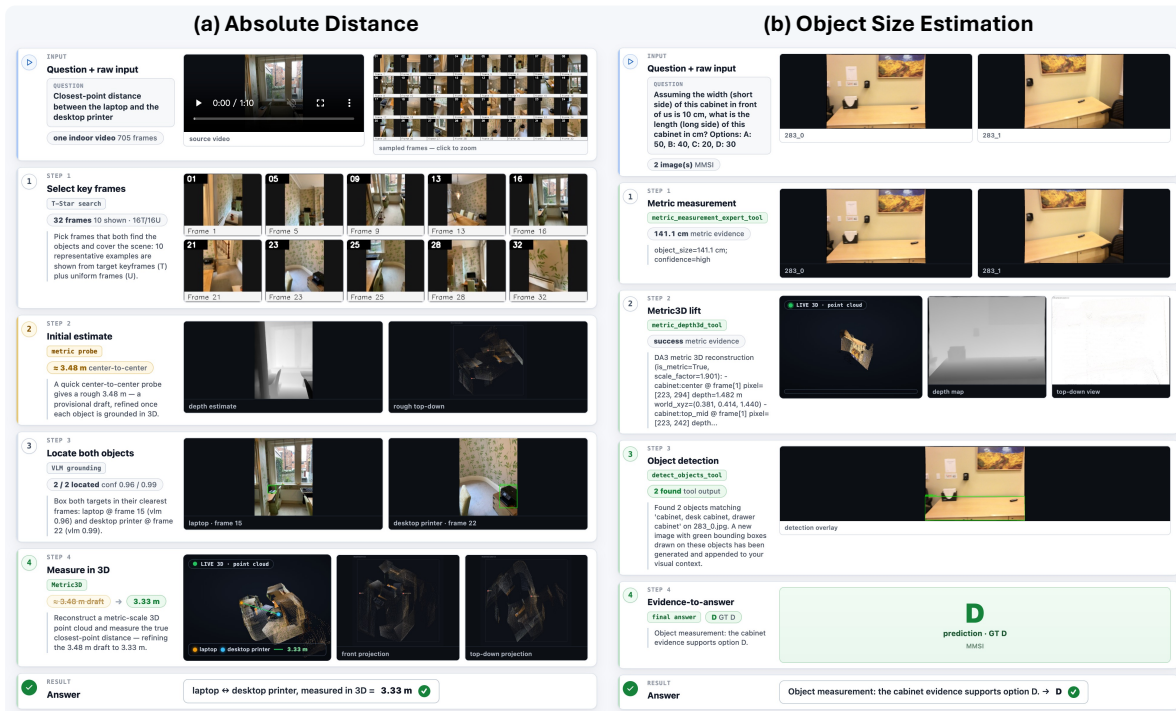 (a) Absolute Distance
INPUT
Question + raw input
QUESTION
Closest-point distance
between the laptop and the
desktop printer
one indoor video 705 frames
0:00 / 1:10
source video
sampled frames — click to zoom
1
STEP 1
Select key frames
T-Star search
32 frames 10 shown · 16T/16U
Pick frames that both find the
objects and cover the scene: 10
representative examples are
shown from target keyframes (T)
plus uniform frames (U).
01
05
09
13
16
Frame 1
Frame 5
Frame 9
Frame 13
Frame 16
21
23
25
28
32
Frame 21
Frame 23
Frame 25
Frame 28
Frame 32
2
STEP 2
Initial estimate
metric probe
≈ 3.48 m center-to-center
A quick center-to-center probe
gives a rough 3.48 m — a
provisional draft, refined once
each object is grounded in 3D.
depth estimate
rough top-down
3
STEP 3
Locate both objects
VLM grounding
2 / 2 located conf 0.96 / 0.99
Box both targets in their clearest
frames: laptop @ frame 15 (vlm
0.96) and desktop printer @ frame
22 (vlm 0.99).
laptop · frame 15
desktop printer · frame 22
4
STEP 4
Measure in 3D
Metric3D
≈ 3.48 m draft → 3.33 m
Reconstruct a metric-scale 3D
point cloud and measure the true
closest-point distance — refining
the 3.48 m draft to 3.33 m.
LIVE 3D · point cloud
laptop desktop printer — 3.33 m
front projection
top-down projection
RESULT
Answer
laptop ↔ desktop printer, measured in 3D = 3.33 m
(b) Object Size Estimation
INPUT
Question + raw input
QUESTION
Assuming the width (short
side) of this cabinet in front
of us is 10 cm, what is the
length (long side) of this
cabinet in cm? Options: A:
50, B: 40, C: 20, D: 30
2 image(s) MMSI
283_0
283_1
1
STEP 1
Metric measurement
metric_measurement_expert_tool
141.1 cm metric evidence
object_size=141.1 cm;
confidence=high
283_0
283_1
2
STEP 2
Metric3D lift
metric_depth3d_tool
success metric evidence
DA3 metric 3D reconstruction
(is_metric=True,
scale_factor=1.901): -
cabinet:center @ frame[1] pixel=
[223, 294] depth=1.482 m
world_xyz=(0.381, 0.414, 1.440) -
cabinet:top_mid @ frame[1] pixel=
[223, 242] depth...
LIVE 3D · point cloud
depth map
top-down view
3
STEP 3
Object detection
detect_objects_tool
2 found tool output
Found 2 objects matching
'cabinet, desk cabinet, drawer
cabinet' on 283_0.jpg. A new
image with green bounding boxes
drawn on these objects has been
generated and appended to your
visual context.
detection overlay
4
STEP 4
Evidence-to-answer
final answer D GT D
Object measurement: the cabinet
evidence supports option D.
D
prediction · GT D
MMSI
RESULT
Answer
Object measurement: the cabinet evidence supports option D. → D